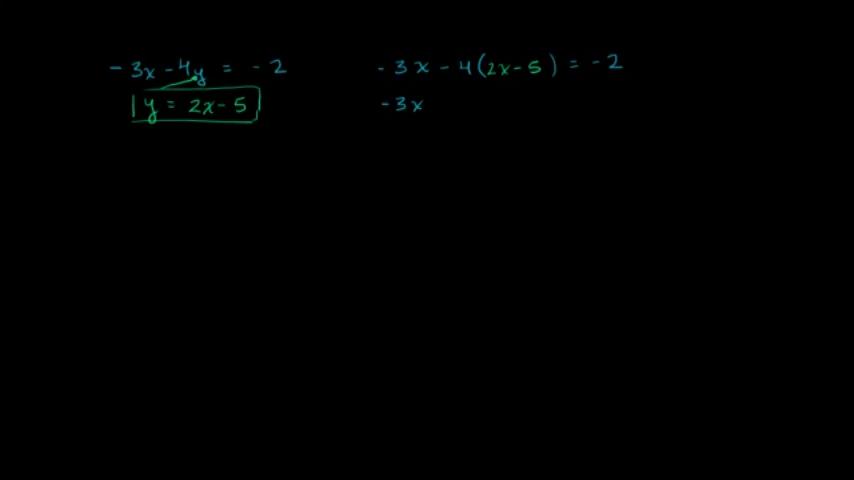 - 3x - 4y = - 2
y = 2x - 5
- 3x - 4(2x - 5) = - 2
- 3x